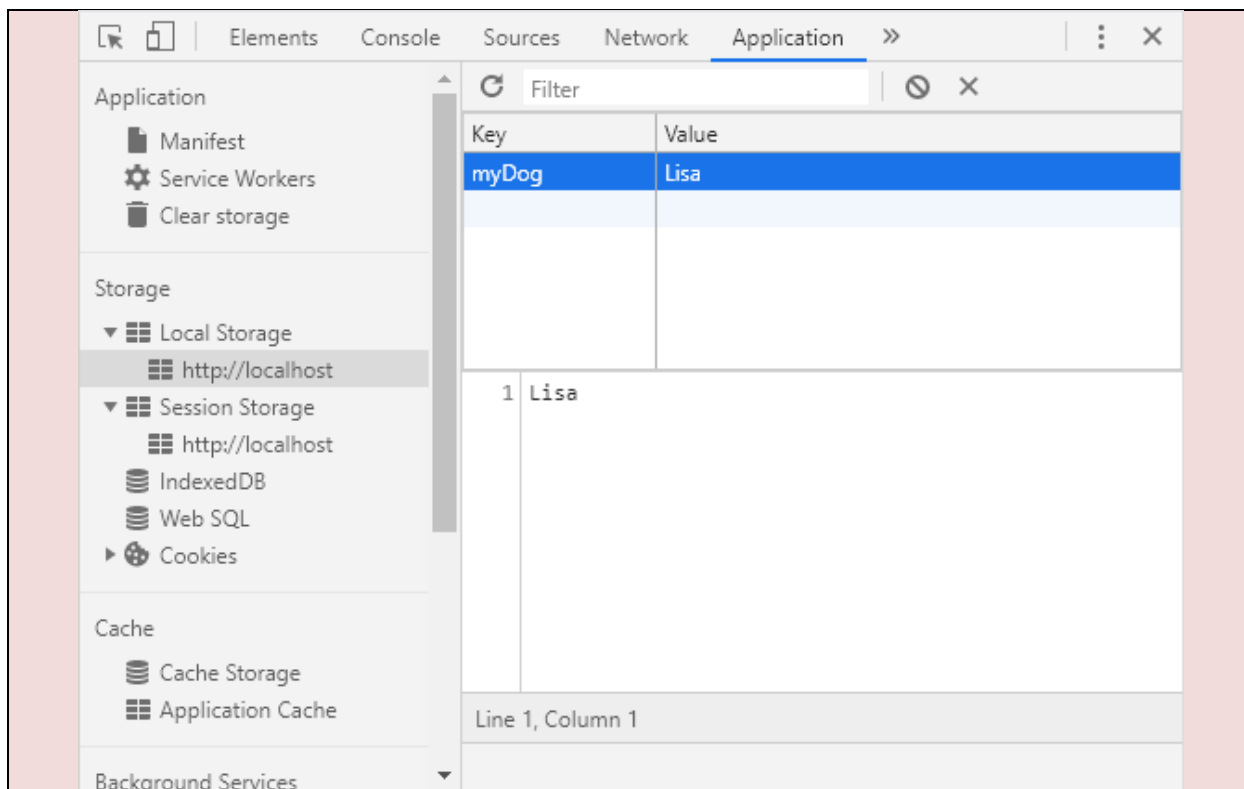 Elements Console Sources Network Application »
Application
Manifest
Service Workers
Clear storage
Storage
Local Storage
http://localhost
Session Storage
http://localhost
IndexedDB
Web SQL
Cookies
Cache
Cache Storage
Application Cache
Background Services
Filter
Key Value
myDog Lisa
1 Lisa
Line 1, Column 1